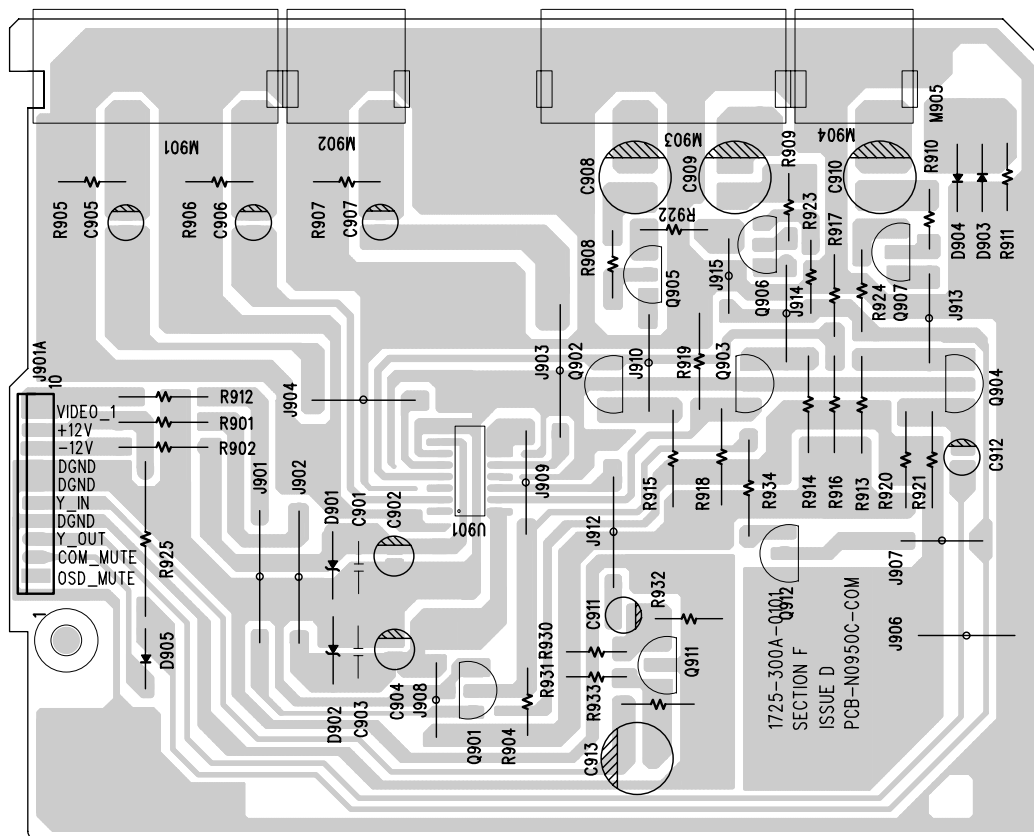 M901
M902
M903
M904
M905
R905
C905
R906
C906
R907
C907
C908
C909
R909
C910
R910
R908
R922
R923
R917
D904
D903
R911
Q905
J915
Q906
J914
R924
Q907
J913
J901A
10
J904
J903
Q902
J910
R919
Q903
Q904
VIDEO_1
+12V
-12V
DGND
DGND
Y_IN
DGND
Y_OUT
COM_MUTE
OSD_MUTE
R912
R901
R902
J901
J902
D901
C901
C902
U901
J909
R915
R918
R934
R914
R916
R913
R920
R921
C912
R925
J912
J907
Q912
J906
1
D905
C911
R932
R930
R931
R933
Q911
D902
C903
C904
J908
Q901
R904
C913
1725-300A-0101
SECTION F
ISSUE D
PCB-N0950C-COM